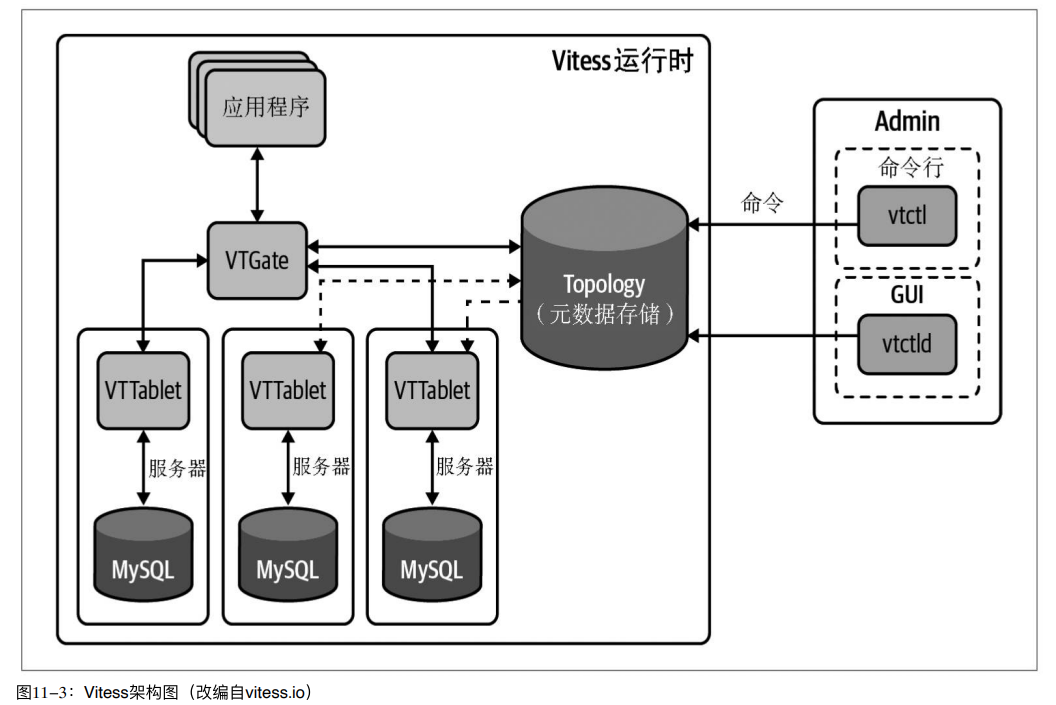 Vitess运行时
应用程序
Admin
命令行
vtctl
命令
VTGate
Topology
（元数据存储）
GUI
vtctld
VTTablet
VTTablet
VTTablet
服务器
服务器
服务器
MySQL
MySQL
MySQL
图11–3：Vitess架构图（改编自vitess.io）